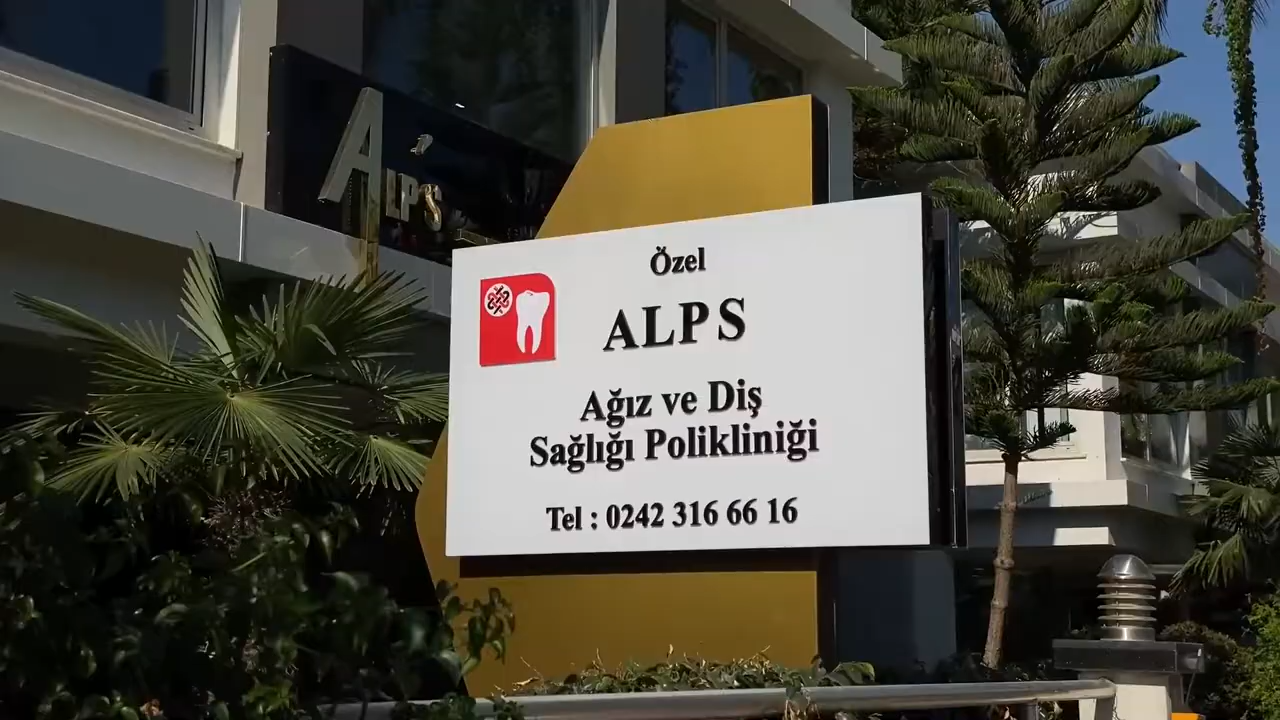 ALPS
Özel
ALPS
Ağız ve Diş
Sağlığı Polikliniği
Tel : 0242 316 66 16